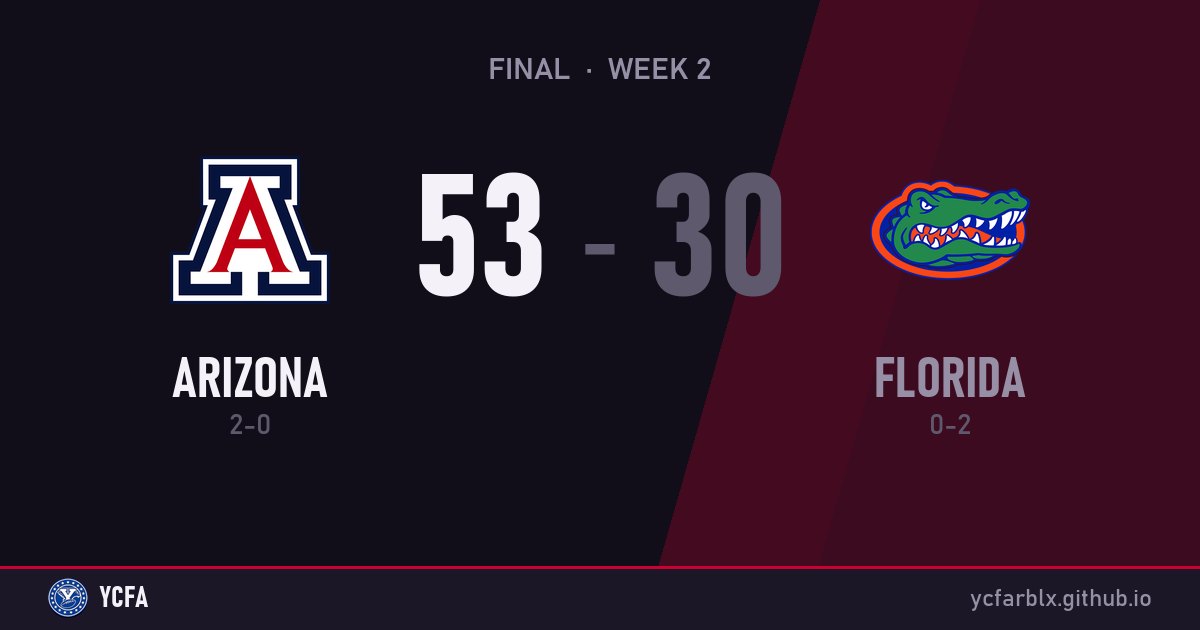 FINAL · WEEK 2
A
53 - 30
ARIZONA
FLORIDA
2-0
0-2
YCFA
ycfarblx.github.io